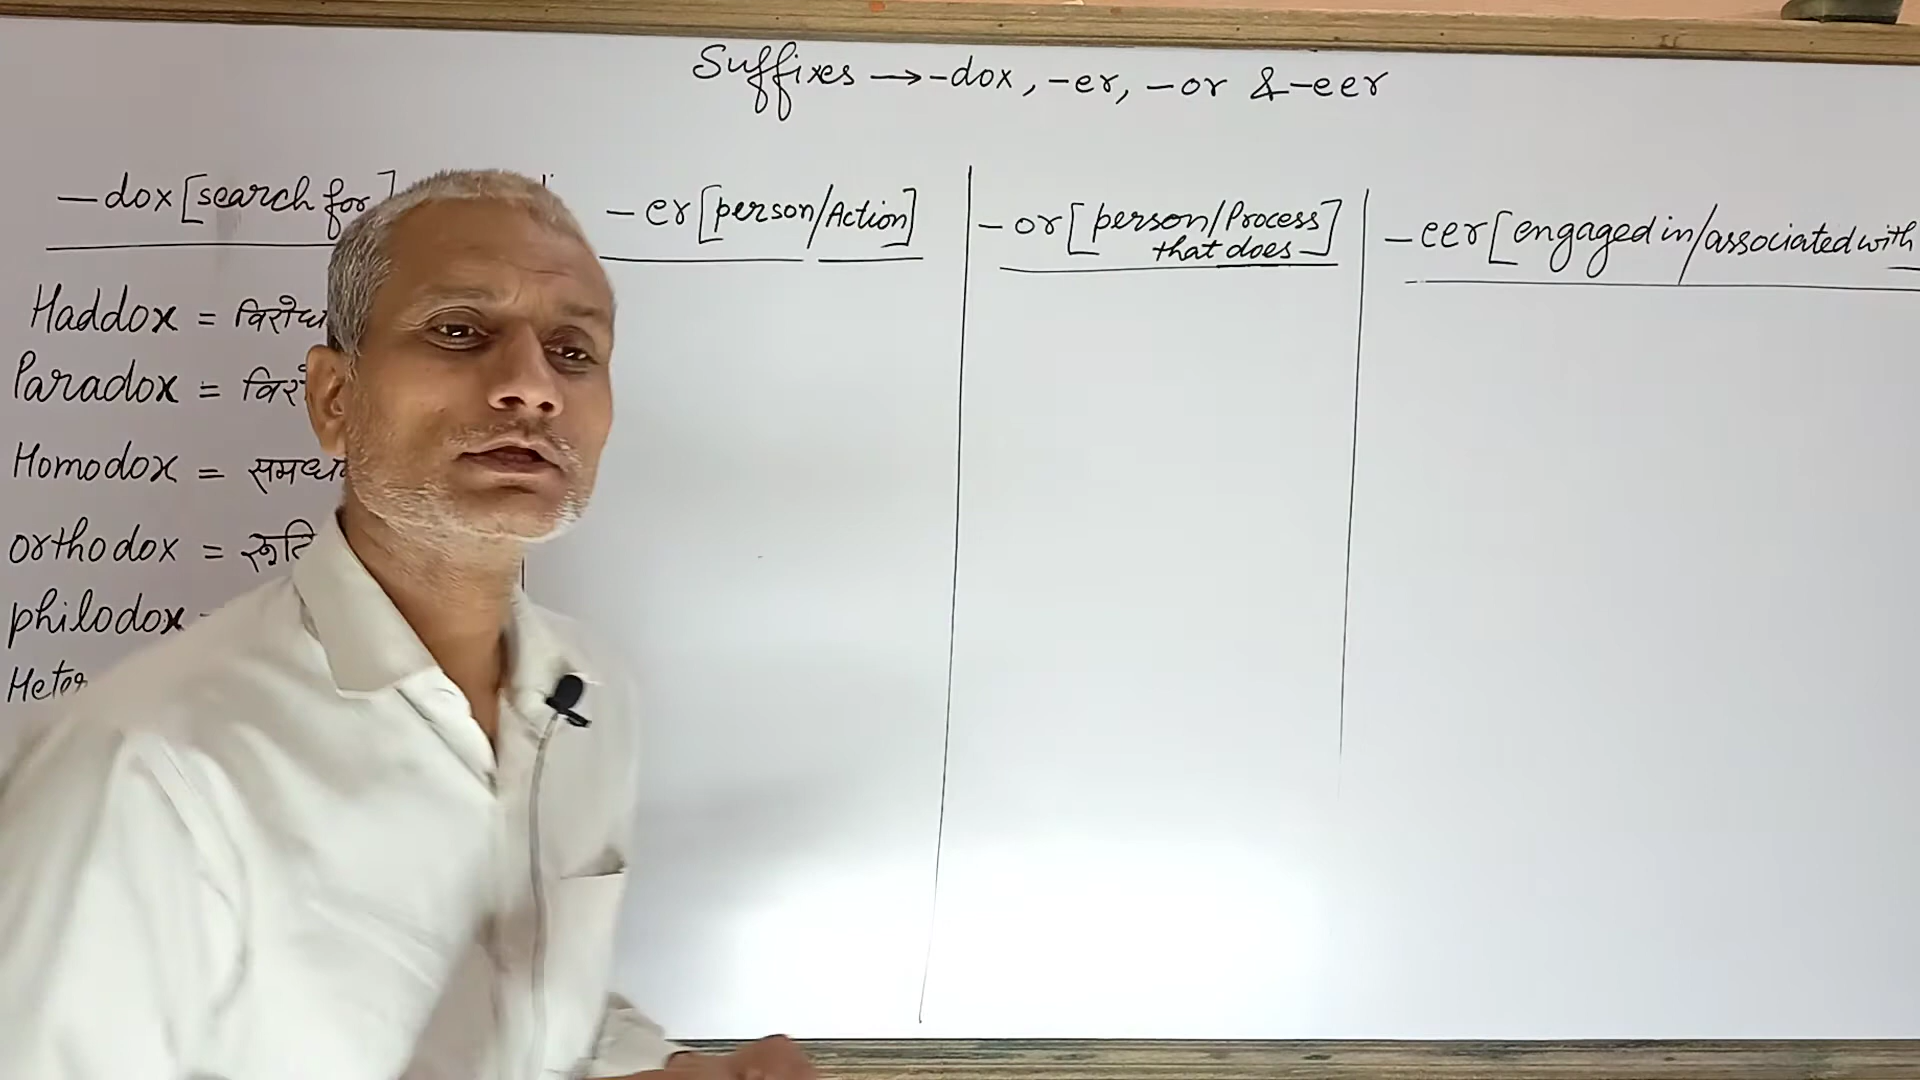 Suffixes → -dox, -er, -or & -eer
-dox [search for]
-er [person/Action]
-or [person/Process that does]
-eer [engaged in/associated with
Haddox =
Paradox =
Homodox =
orthodox =
philodox